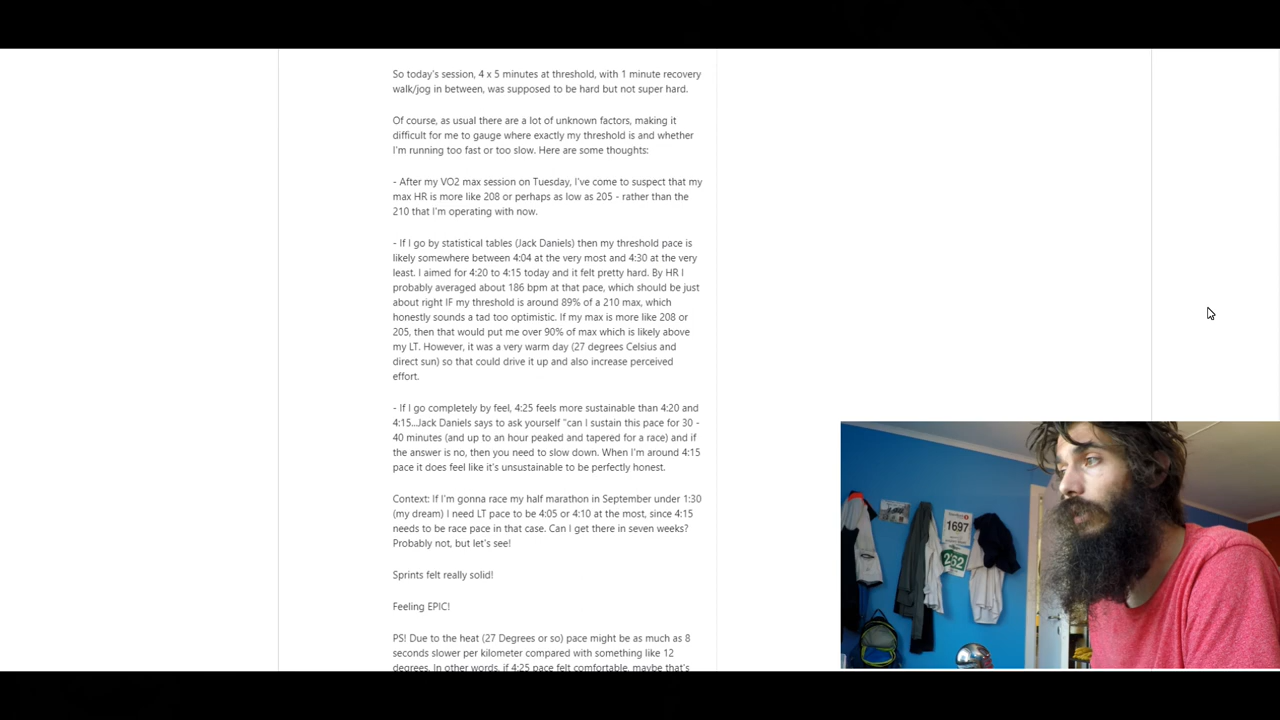 So today's session, 4 x 5 minutes at threshold, with 1 minute recovery
walk/jog in between, was supposed to be hard but not super hard.
Of course, as usual there are a lot of unknown factors, making it
difficult for me to gauge where exactly my threshold is and whether
I'm running too fast or too slow. Here are some thoughts:
- After my VO2 max session on Tuesday, I've come to suspect that my
max HR is more like 208 or perhaps as low as 205 - rather than the
210 that I'm operating with now.
- If I go by statistical tables (Jack Daniels) then my threshold pace is
likely somewhere between 4:04 at the very most and 4:30 at the very
least. I aimed for 4:20 to 4:15 today and it felt pretty hard. By HR I
probably averaged about 186 bpm at that pace, which should be just
about right IF my threshold is around 89% of a 210 max, which
honestly sounds a tad too optimistic. If my max is more like 208 or
205, then that would put me over 90% of max which is likely above
my LT. However, it was a very warm day (27 degrees Celsius and
direct sun) so that could drive it up and also increase perceived
effort.
- If I go completely by feel, 4:25 feels more sustainable than 4:20 and
4:15...Jack Daniels says to ask yourself "can I sustain this pace for 30 -
40 minutes (and up to an hour peaked and tapered for a race) and if
the answer is no, then you need to slow down. When I'm around 4:15
pace it does feel like it's unsustainable to be perfectly honest.
Context: If I'm gonna race my half marathon in September under 1:30
(my dream) I need LT pace to be 4:05 or 4:10 at the most, since 4:15
needs to be race pace in that case. Can I get there in seven weeks?
Probably not, but let's see!
Sprints felt really solid!
Feeling EPIC!
PS! Due to the heat (27 Degrees or so) pace might be as much as 8
seconds slower per kilometer compared with something like 12
degrees. In other words, if 4:25 pace felt comfortable, maybe that's
1697
262